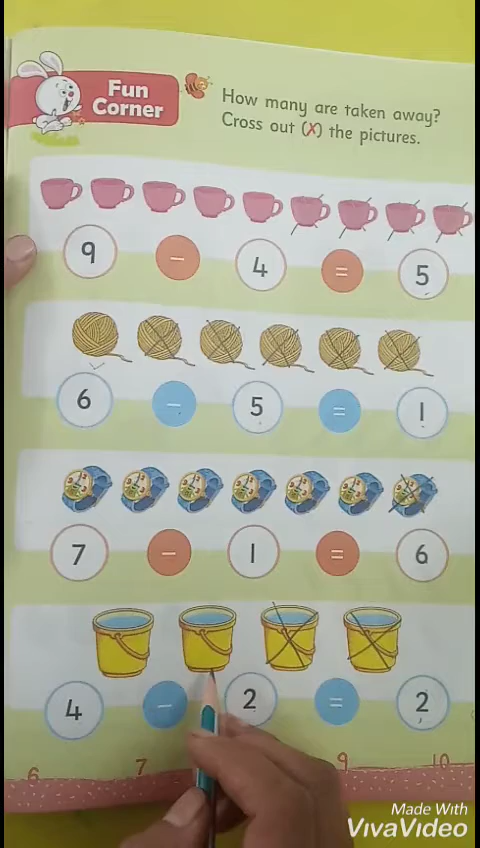 Fun
Corner
How many are taken away?
Cross out (X) the pictures.
9 - 4 = 5
6 - 5 = 1
7 - 1 = 6
4 - 2 = 2
6 7 9 10
Made With
VivaVideo